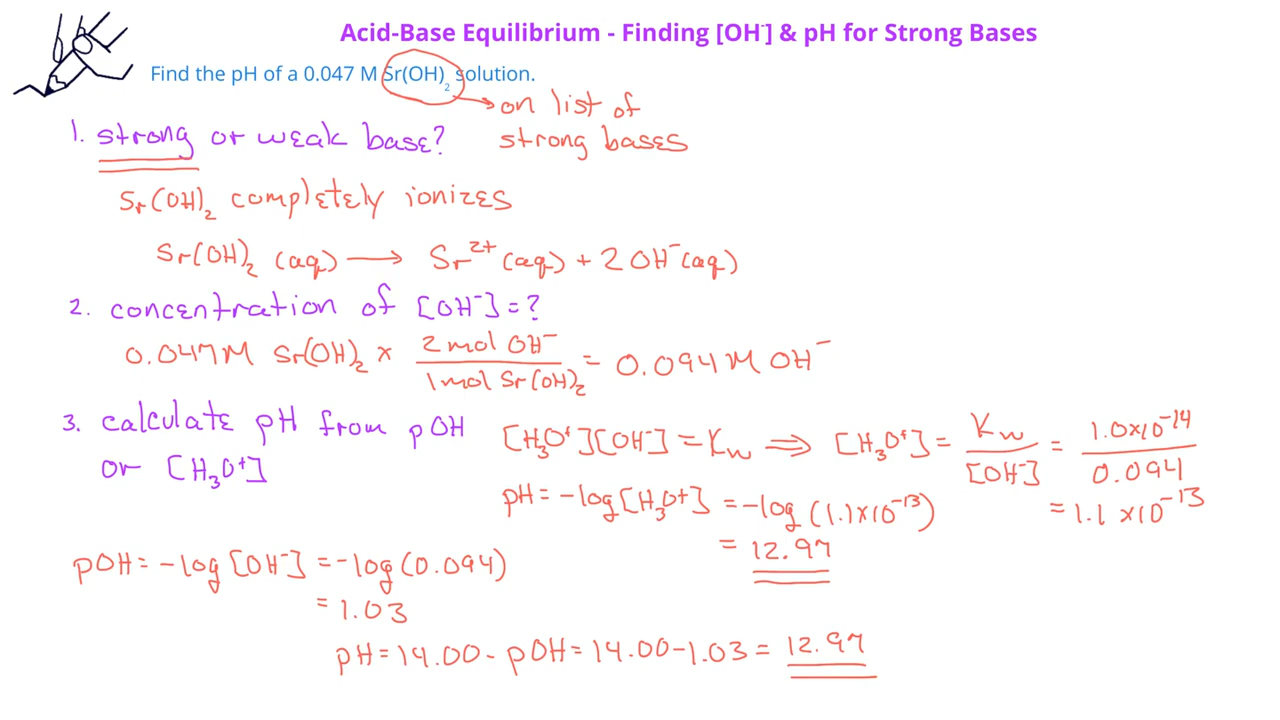 Acid-Base Equilibrium - Finding [OH⁻] & pH for Strong Bases
Find the pH of a 0.047 M Sr(OH)₂ solution.
on list of
strong bases
1. strong or weak base?
Sr(OH)₂ completely ionizes
Sr(OH)₂ (aq) ⟶ Sr²⁺(aq) + 2OH⁻(aq)
2. concentration of [OH⁻] = ?
0.047M Sr(OH)₂ × 2 mol OH⁻ / 1 mol Sr(OH)₂ = 0.094 M OH⁻
3. calculate pH from pOH
or [H₃O⁺]
[H₃O⁺][OH⁻] = Kw ⟹ [H₃O⁺] = Kw / [OH⁻] = 1.0×10⁻¹⁴ / 0.094
= 1.1 ×10⁻¹³
pH = -log[H₃O⁺] = -log (1.1×10⁻¹³)
= 12.97
pOH = -log [OH⁻] = -log(0.094)
= 1.03
pH = 14.00 - pOH = 14.00 - 1.03 = 12.97